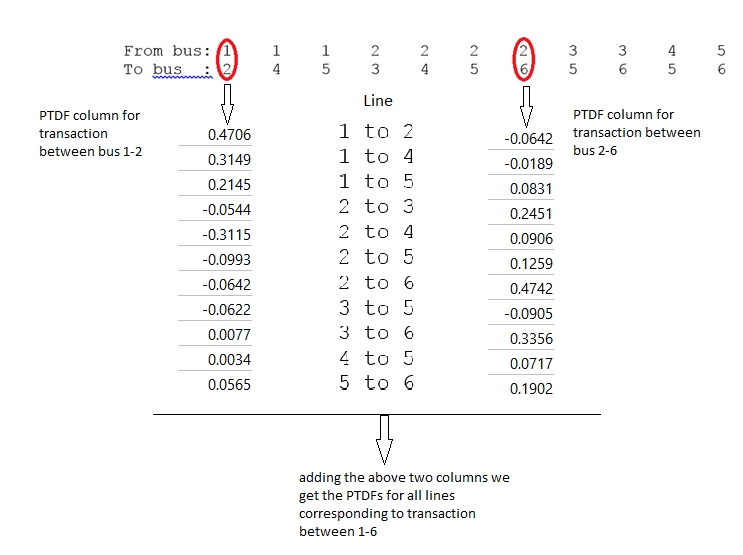 From bus: 1 1 1 2 2 2 2 3 3 4 5
To bus : 2 4 5 3 4 5 6 5 6 5 6
PTDF column for
transaction
between bus 1-2
Line
PTDF column for
transaction between
bus 2-6
0.4706 1 to 2 -0.0642
0.3149 1 to 4 -0.0189
0.2145 1 to 5 0.0831
-0.0544 2 to 3 0.2451
-0.3115 2 to 4 0.0906
-0.0993 2 to 5 0.1259
-0.0642 2 to 6 0.4742
-0.0622 3 to 5 -0.0905
0.0077 3 to 6 0.3356
0.0034 4 to 5 0.0717
0.0565 5 to 6 0.1902
adding the above two columns we
get the PTDFs for all lines
corresponding to transaction
between 1-6